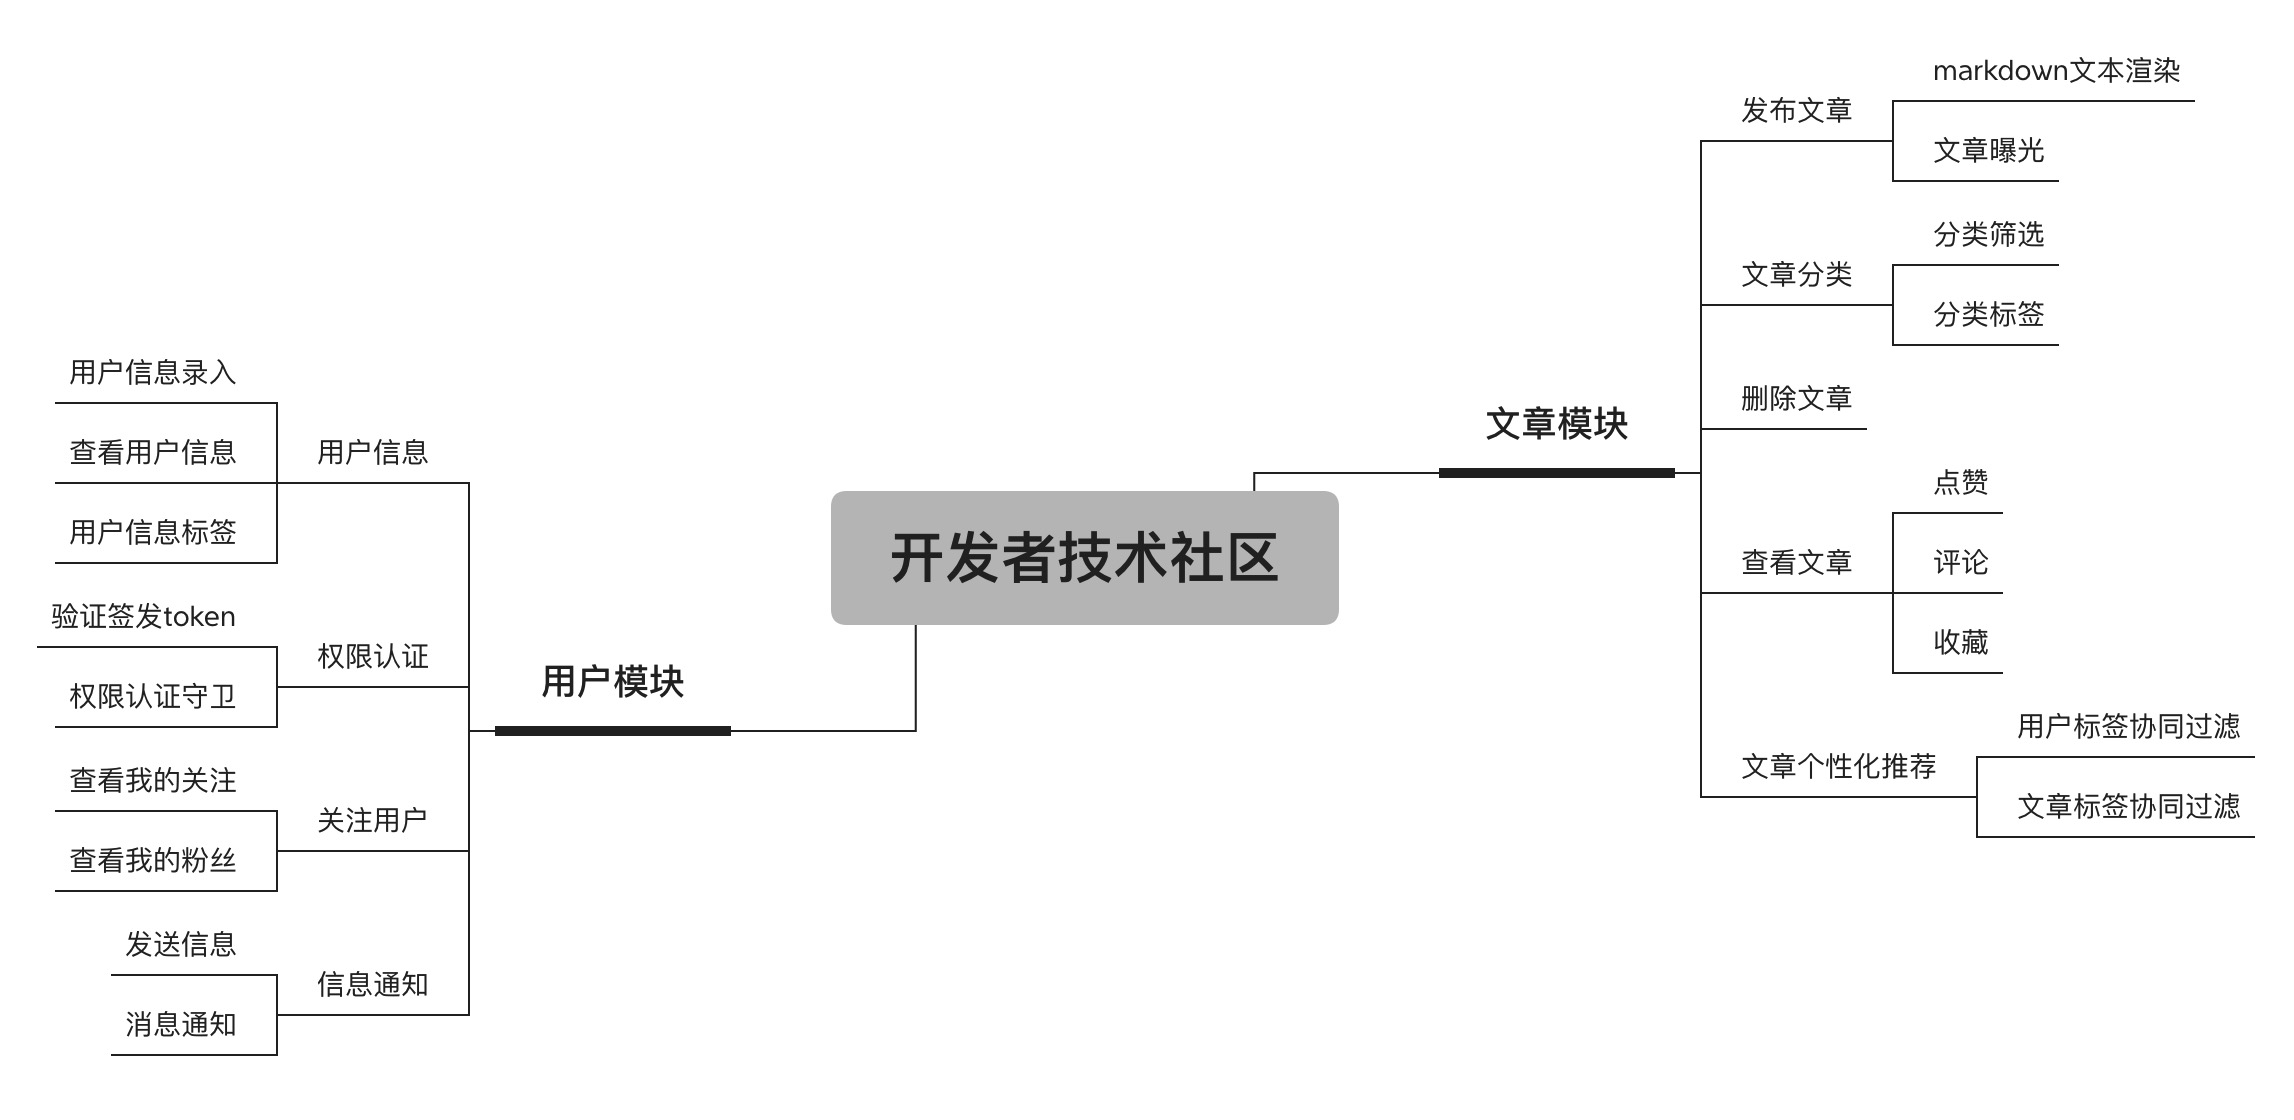 开发者技术社区
文章模块
发布文章
markdown文本渲染
文章曝光
文章分类
分类筛选
分类标签
删除文章
查看文章
点赞
评论
收藏
文章个性化推荐
用户标签协同过滤
文章标签协同过滤
用户模块
用户信息
用户信息录入
查看用户信息
用户信息标签
权限认证
验证签发token
权限认证守卫
关注用户
查看我的关注
查看我的粉丝
信息通知
发送信息
消息通知